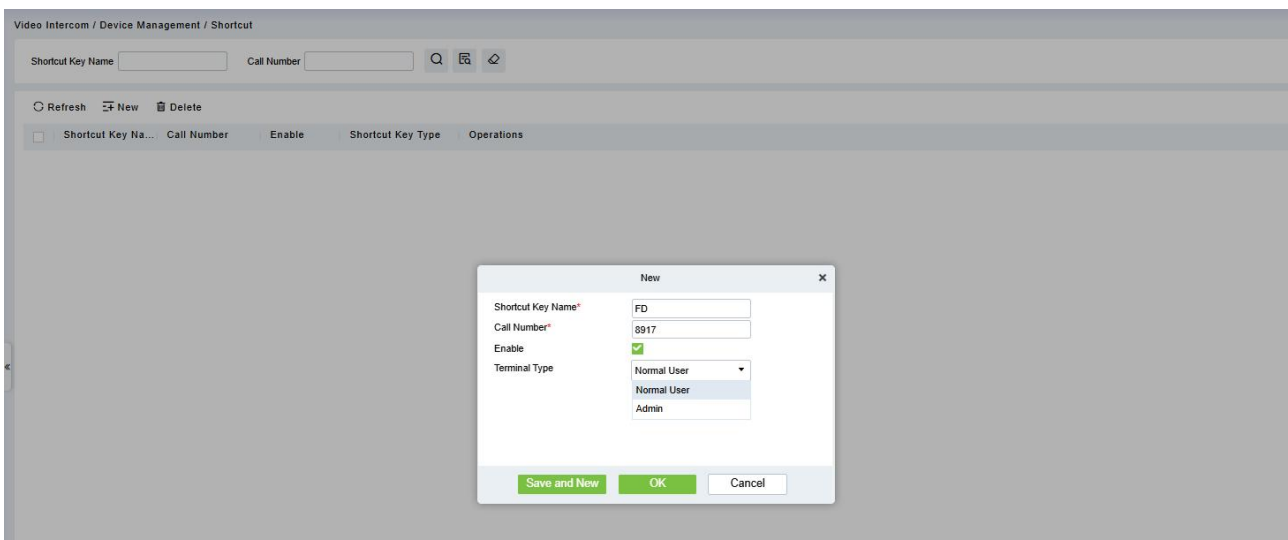 Video Intercom / Device Management / Shortcut
Shortcut Key Name Call Number
Refresh New Delete
Shortcut Key Na... Call Number Enable Shortcut Key Type Operations
New
Shortcut Key Name* FD
Call Number* 8917
Enable
Terminal Type Normal User
Normal User
Admin
Save and New OK Cancel